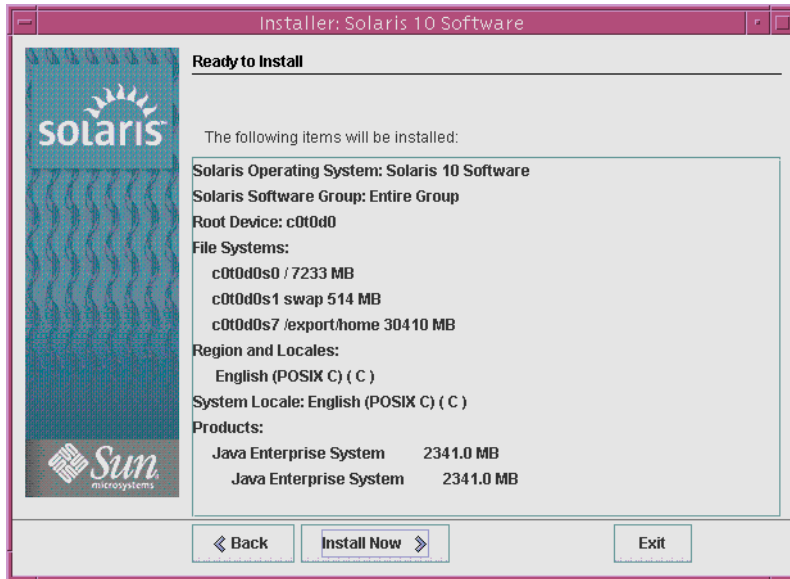 Installer: Solaris 10 Software
Ready to Install
solaris
The following items will be installed:
Solaris Operating System: Solaris 10 Software
Solaris Software Group: Entire Group
Root Device: c0t0d0
File Systems:
c0t0d0s0 / 7233 MB
c0t0d0s1 swap 514 MB
c0t0d0s7 /export/home 30410 MB
Region and Locales:
English (POSIX C) ( C )
System Locale: English (POSIX C) ( C )
Products:
Java Enterprise System 2341.0 MB
Java Enterprise System 2341.0 MB
Sun
microsystems
Back Install Now Exit